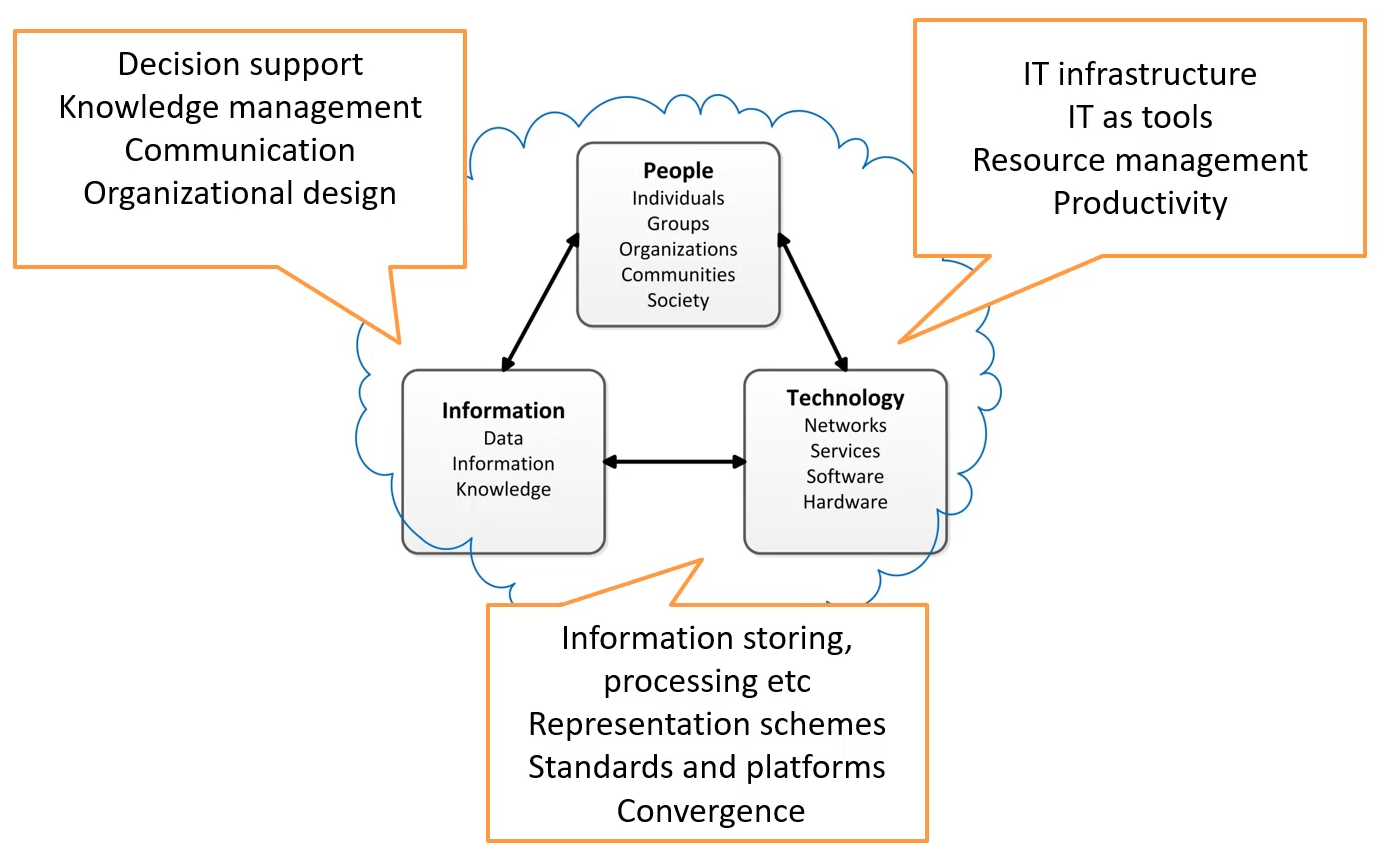 Decision support
Knowledge management
Communication
Organizational design
IT infrastructure
IT as tools
Resource management
Productivity
People
Individuals
Groups
Organizations
Communities
Society
Information
Data
Information
Knowledge
Technology
Networks
Services
Software
Hardware
Information storing,
processing etc
Representation schemes
Standards and platforms
Convergence